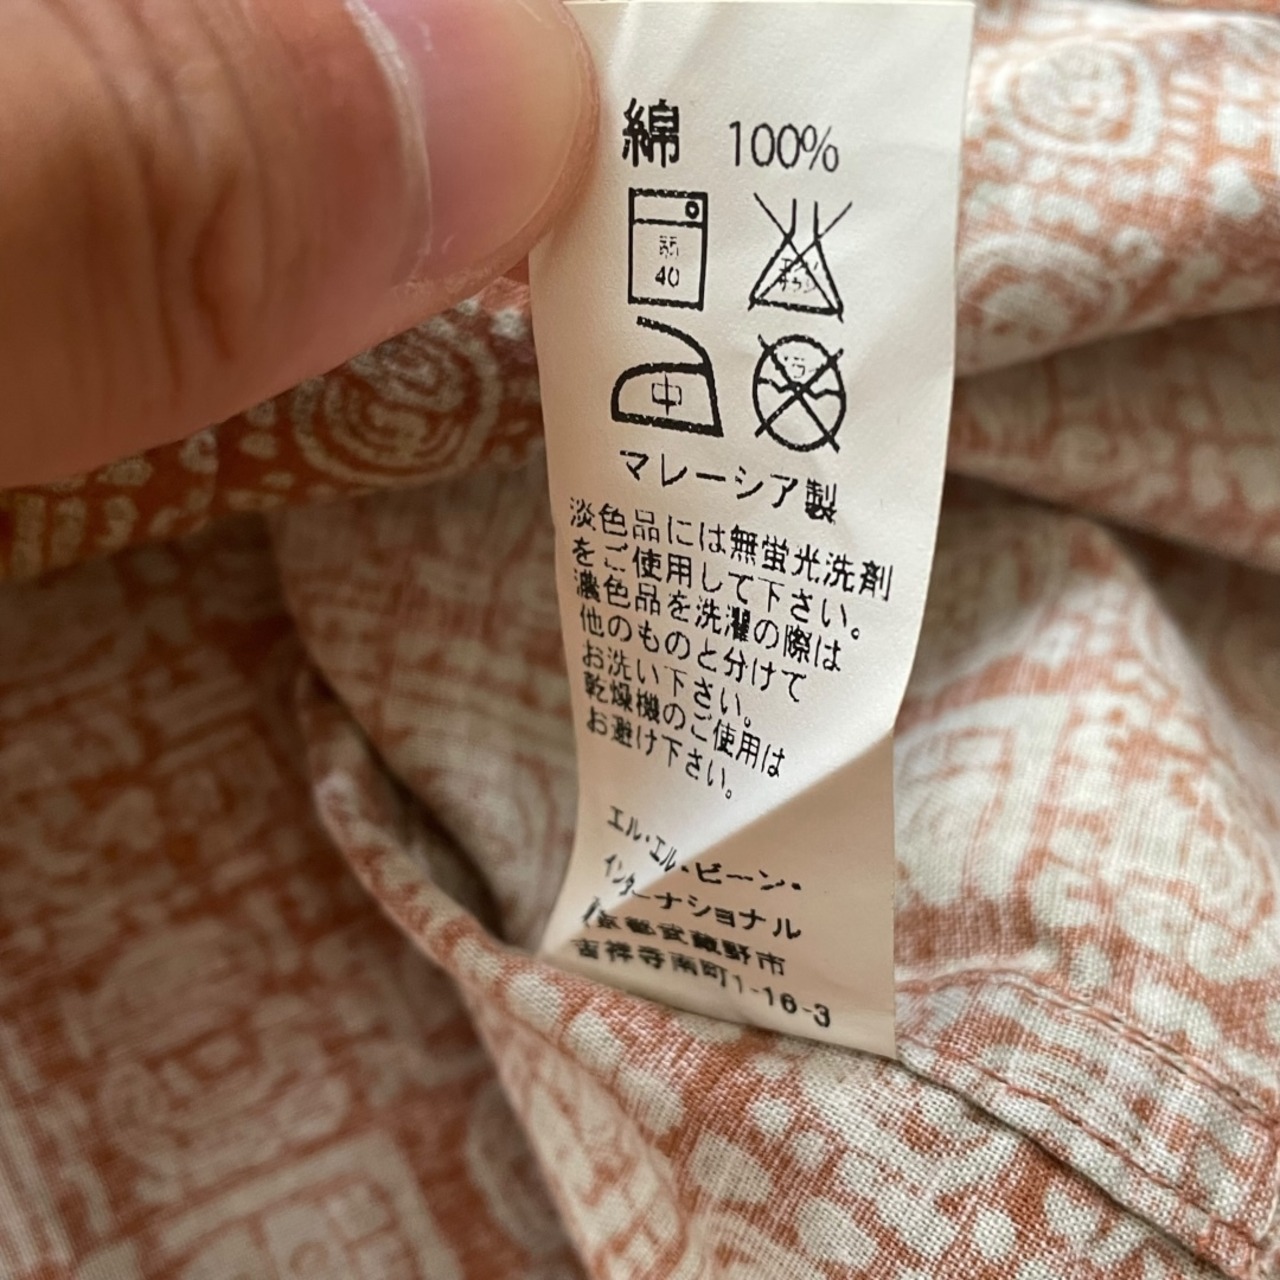 綿 100%
弱
40
中
マレーシア製
淡色品には無蛍光洗剤
をご使用して下さい。
濃色品を洗濯の際は
他のものと分けて
お洗い下さい。
乾燥機のご使用は
お避け下さい。
エル・エル・ビーン・
インターナショナル
東京都武蔵野市
吉祥寺南町1-16-3